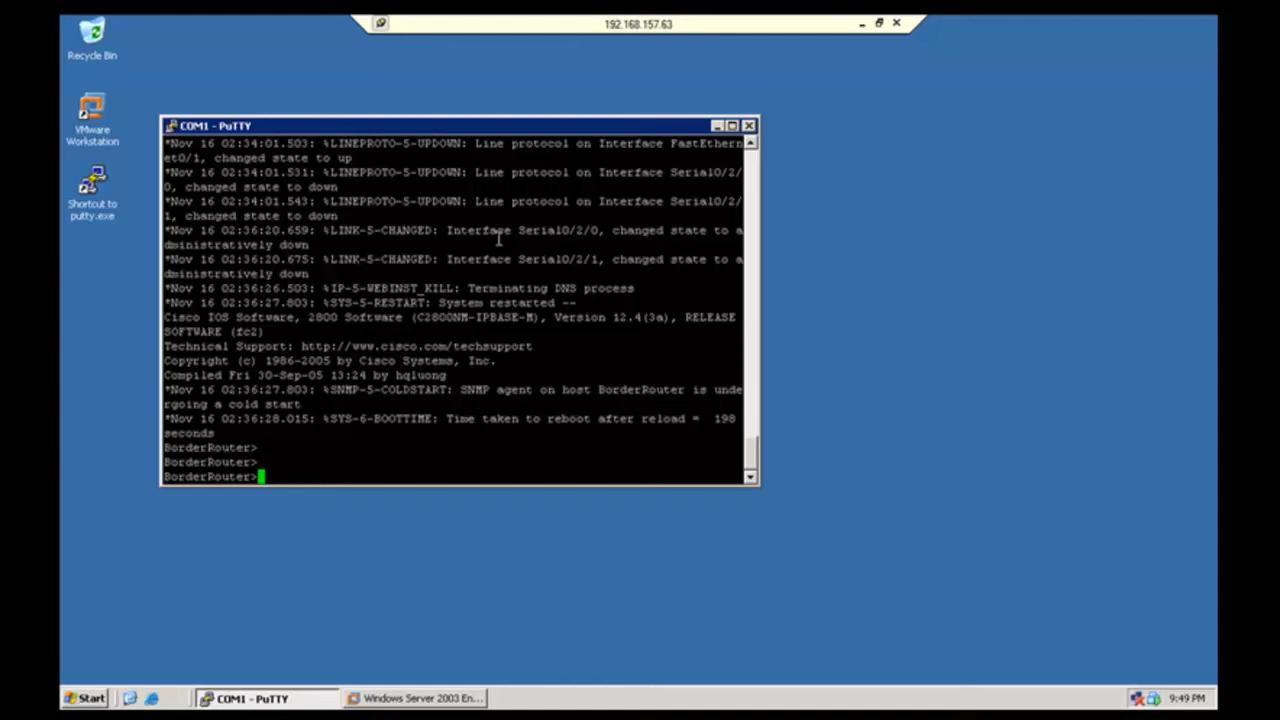 192.168.157.63
Recycle Bin
VMware
Workstation
Shortcut to
putty.exe
COM1 - PuTTY
*Nov 16 02:34:01.503: %LINEPROTO-5-UPDOWN: Line protocol on Interface FastEthern
et0/1, changed state to up
*Nov 16 02:34:01.531: %LINEPROTO-5-UPDOWN: Line protocol on Interface Serial0/2/
0, changed state to down
*Nov 16 02:34:01.543: %LINEPROTO-5-UPDOWN: Line protocol on Interface Serial0/2/
1, changed state to down
*Nov 16 02:36:20.659: %LINK-5-CHANGED: Interface Serial0/2/0, changed state to a
dministratively down
*Nov 16 02:36:20.675: %LINK-5-CHANGED: Interface Serial0/2/1, changed state to a
dministratively down
*Nov 16 02:36:26.503: %IP-5-WEBINST_KILL: Terminating DNS process
*Nov 16 02:36:27.803: %SYS-5-RESTART: System restarted --
Cisco IOS Software, 2800 Software (C2800NM-IPBASE-M), Version 12.4(3a), RELEASE
SOFTWARE (fc2)
Technical Support: http://www.cisco.com/techsupport
Copyright (c) 1986-2005 by Cisco Systems, Inc.
Compiled Fri 30-Sep-05 13:24 by hqluong
*Nov 16 02:36:27.803: %SNMP-5-COLDSTART: SNMP agent on host BorderRouter is unde
rgoing a cold start
*Nov 16 02:36:28.015: %SYS-6-BOOTTIME: Time taken to reboot after reload =  198
seconds
BorderRouter>
BorderRouter>
BorderRouter>
Start
COM1 - PuTTY
Windows Server 2003 En...
9:49 PM